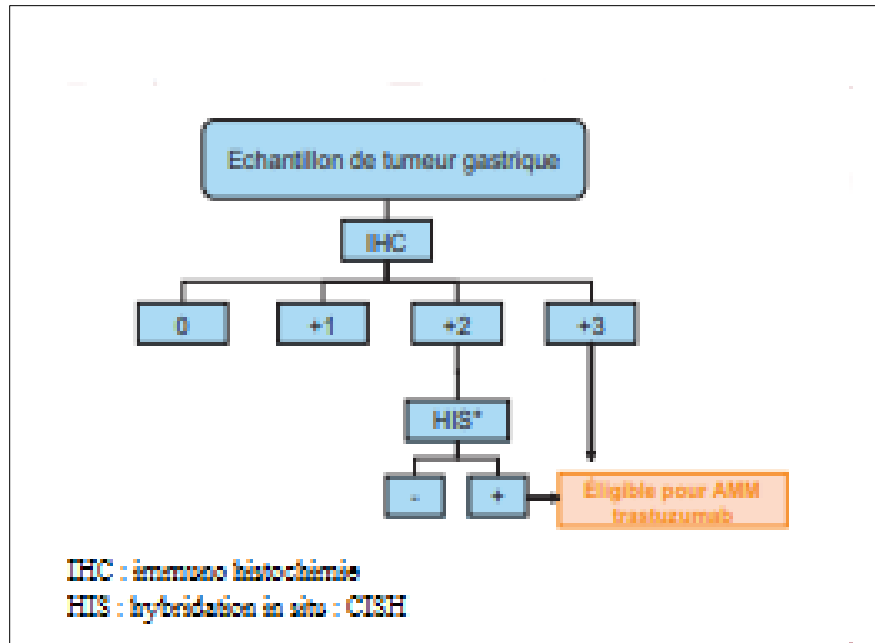 Echantillon de tumeur gastrique
IHC
0
+1
+2
+3
HIS*
-
+
Éligible pour AMM
trastuzumab
IHC : immuno histochimie
HIS : hybridation in situ : CISH